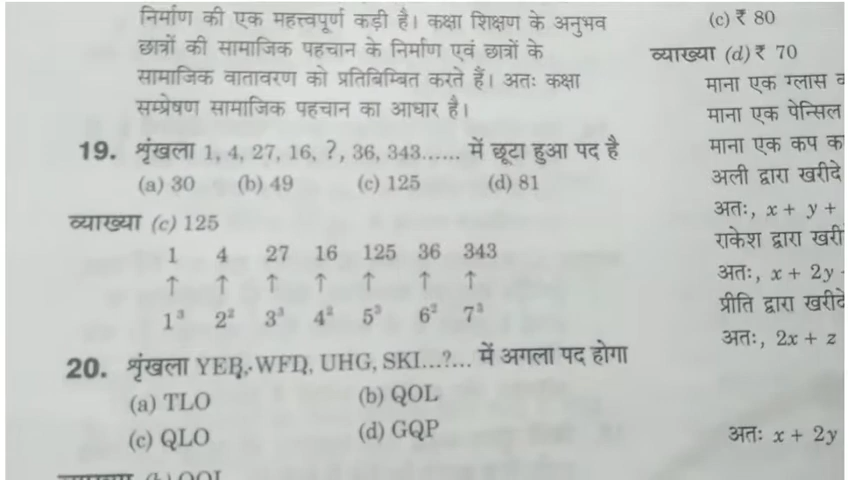 निर्माण की एक महत्त्वपूर्ण कड़ी है। कक्षा शिक्षण के अनुभव
छात्रों की सामाजिक पहचान के निर्माण एवं छात्रों के
सामाजिक वातावरण को प्रतिबिम्बित करते हैं। अतः कक्षा
सम्प्रेषण सामाजिक पहचान का आधार है।
19. शृंखला 1, 4, 27, 16, ?, 36, 343...... में छूटा हुआ पद है
(a) 30 (b) 49 (c) 125 (d) 81
व्याख्या (c) 125
1 4 27 16 125 36 343
↑ ↑ ↑ ↑ ↑ ↑ ↑
1³ 2² 3³ 4² 5³ 6² 7³
20. शृंखला YEB, WFD, UHG, SKI...?... में अगला पद होगा
(a) TLO (b) QOL
(c) QLO (d) GQP
(c) ₹ 80
व्याख्या (d) ₹ 70
माना एक ग्लास
माना एक पेन्सिल
माना एक कप
अली द्वारा खरीदे
अतः, x + y +
राकेश द्वारा खरी
अतः, x + 2y
प्रीति द्वारा खरीदे
अतः, 2x + z
अतः x + 2y